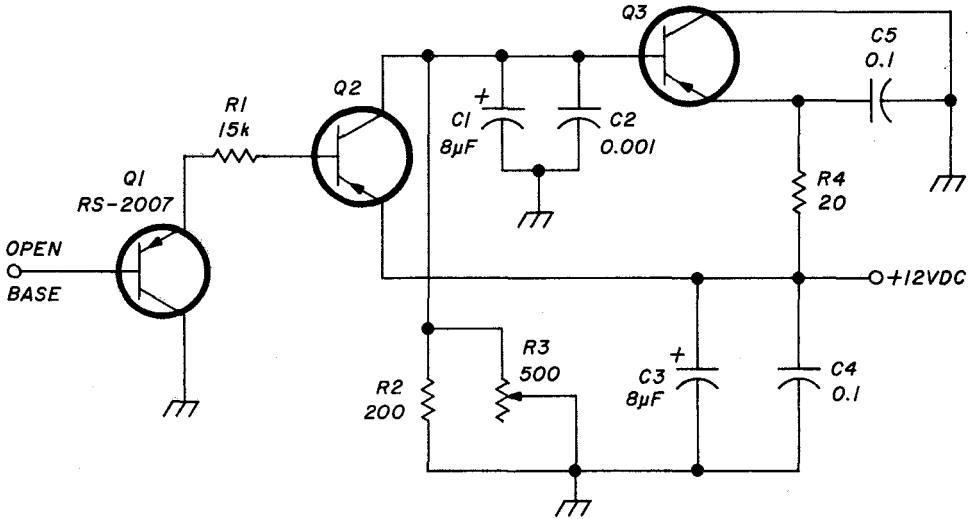 Q3
C5
0.1
Q2
R1
15k
+
C1
8µF
C2
0.001
Q1
RS-2007
R4
20
OPEN
BASE
+12VDC
R3
500
R2
200
+
C3
8µF
C4
0.1